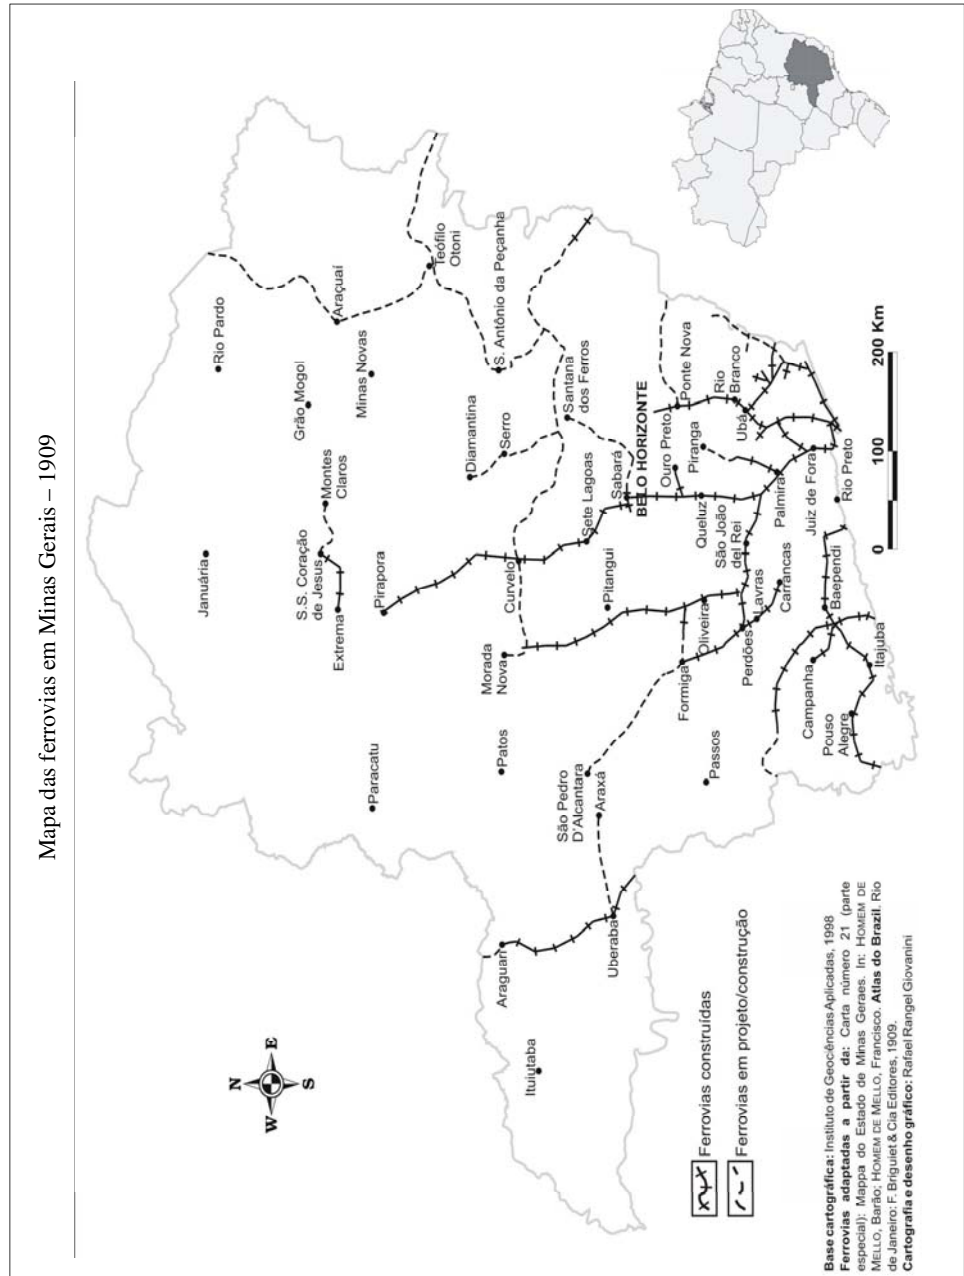 Mapa das ferrovias em Minas Gerais – 1909
N
W
E
S
Januária
Rio Pardo
Grão Mogol
Montes
Claros
S.S. Coração
de Jesus
Extrema
Araçuaí
Minas Novas
Pirapora
Paracatu
Teófilo
Otoni
Diamantina
Serro
S. Antônio da Peçanha
Curvelo
Morada
Nova
Patos
Araguari
Ituiutaba
Santana
dos Ferros
Sete Lagoas
Sabará
BELO HORIZONTE
Pitangui
São Pedro
D'Alcantara
Araxá
Uberaba
Ouro Preto
Ponte Nova
Piranga
Rio
Branco
Ubá
Queluz
São João
del Rei
Oliveira
Formiga
Passos
Perdões
Lavras
Carrancas
Palmira
Juiz de Fora
Rio Preto
Baependi
Campanha
Pouso
Alegre
Itajuba
0
100
200 Km
Ferrovias construídas
Ferrovias em projeto/construção
Base cartográfica: Instituto de Geociências Aplicadas, 1998
Ferrovias adaptadas a partir da: Carta número 21 (parte
especial): Mappa do Estado de Minas Geraes. In: HOMEM DE
MELLO, Barão; HOMEM DE MELLO, Francisco. Atlas do Brazil. Rio
de Janeiro: F. Briguiet & Cia Editores, 1909.
Cartografia e desenho gráfico: Rafael Rangel Giovanini